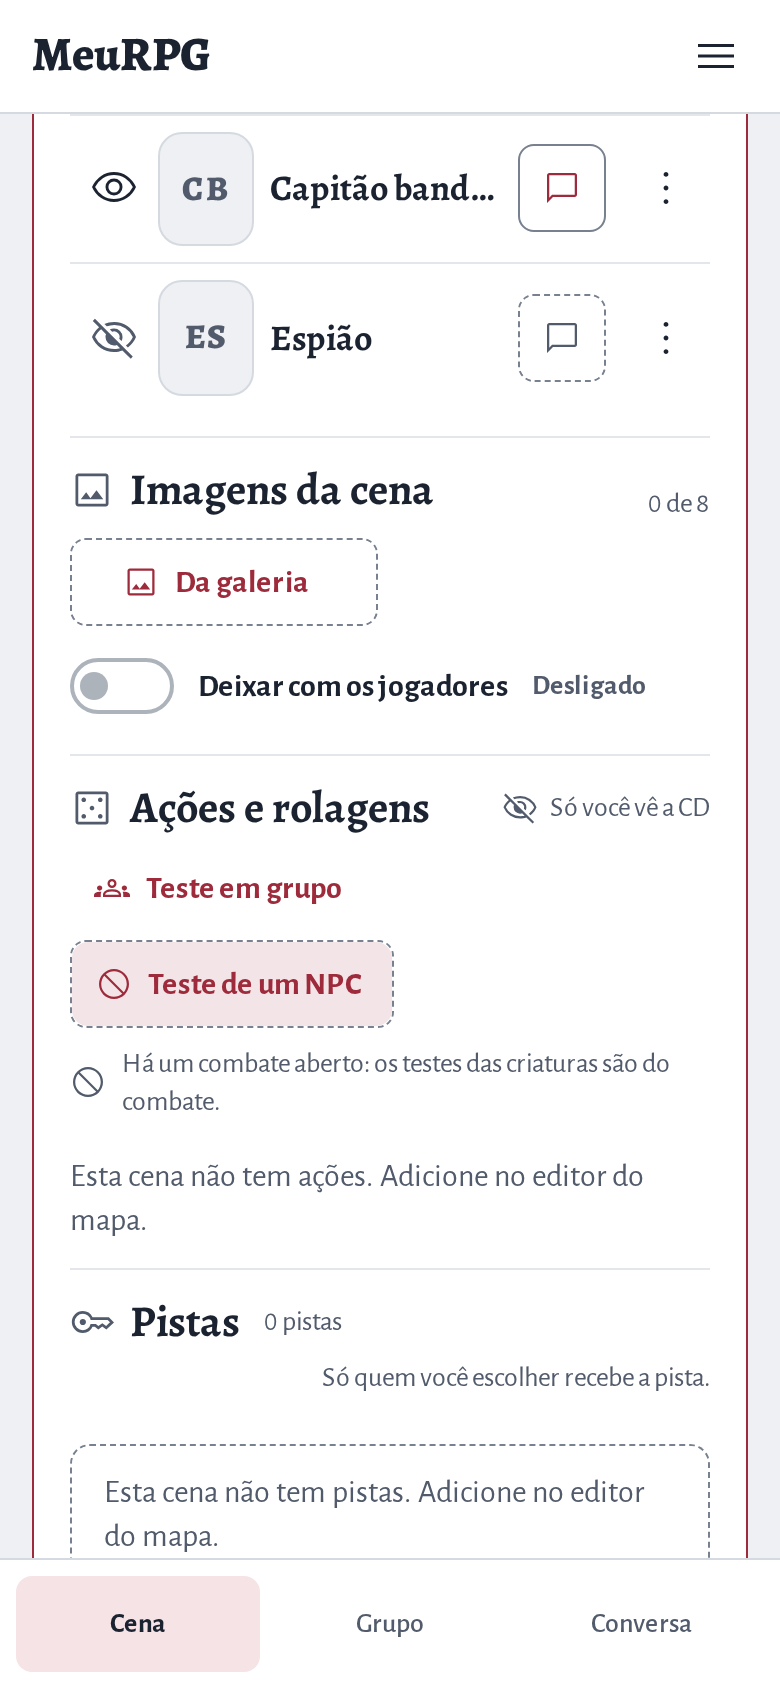 MeuRPG
CB
Capitão band...
ES
Espião
Imagens da cena
0 de 8
Da galeria
Deixar com os jogadores
Desligado
Ações e rolagens
Só você vê a CD
Teste em grupo
Teste de um NPC
Há um combate aberto: os testes das criaturas são do
combate.
Esta cena não tem ações. Adicione no editor do
mapa.
Pistas
0 pistas
Só quem você escolher recebe a pista.
Esta cena não tem pistas. Adicione no editor
do mapa.
Cena
Grupo
Conversa